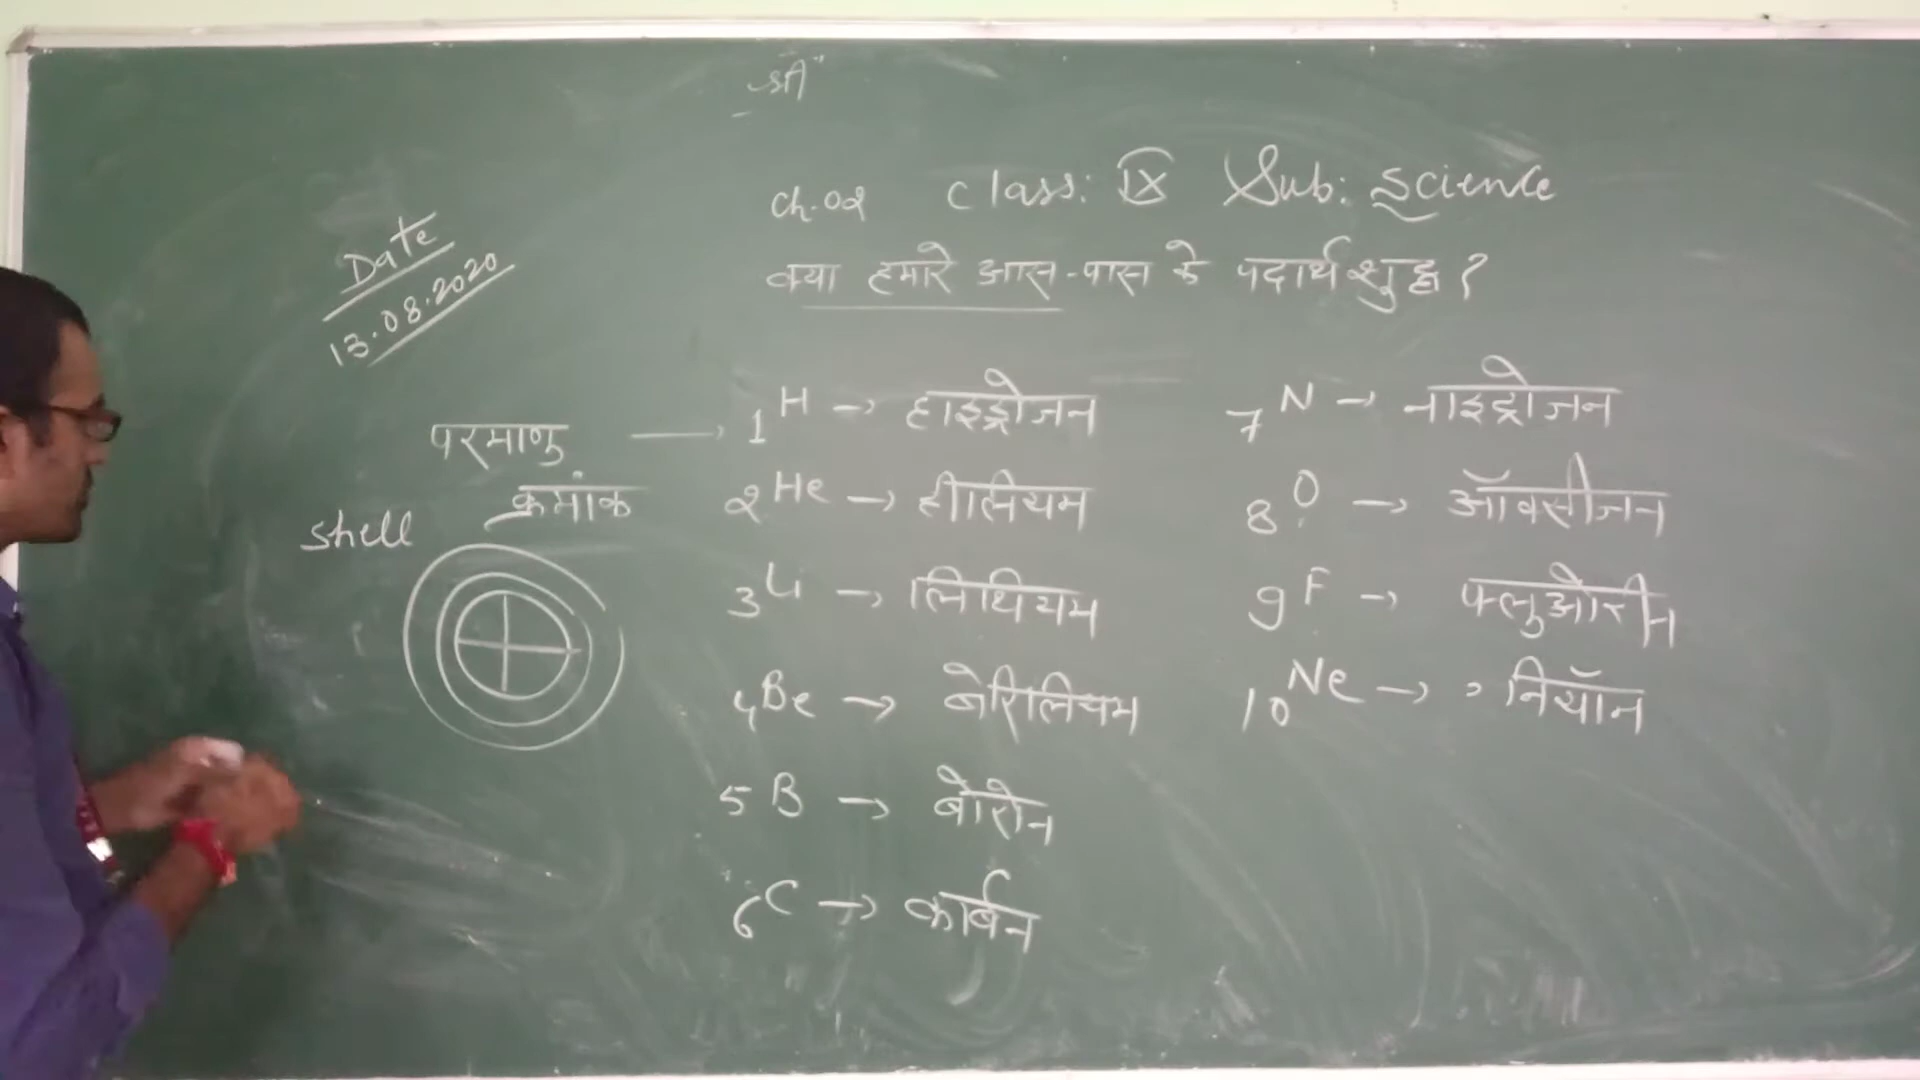 श्री
Ch.02 Class: IX Sub: Science
क्या हमारे आस-पास के पदार्थ शुद्ध ?
Date
13.08.2020
परमाणु क्रमांक
Shell
1H → हाइड्रोजन
2He → हीलियम
3Li → लिथियम
4Be → बेरिलियम
5B → बोरोन
6C → कार्बन
7N → नाइट्रोजन
8O → ऑक्सीजन
9F → फ्लुओरीन
10Ne → नियॉन